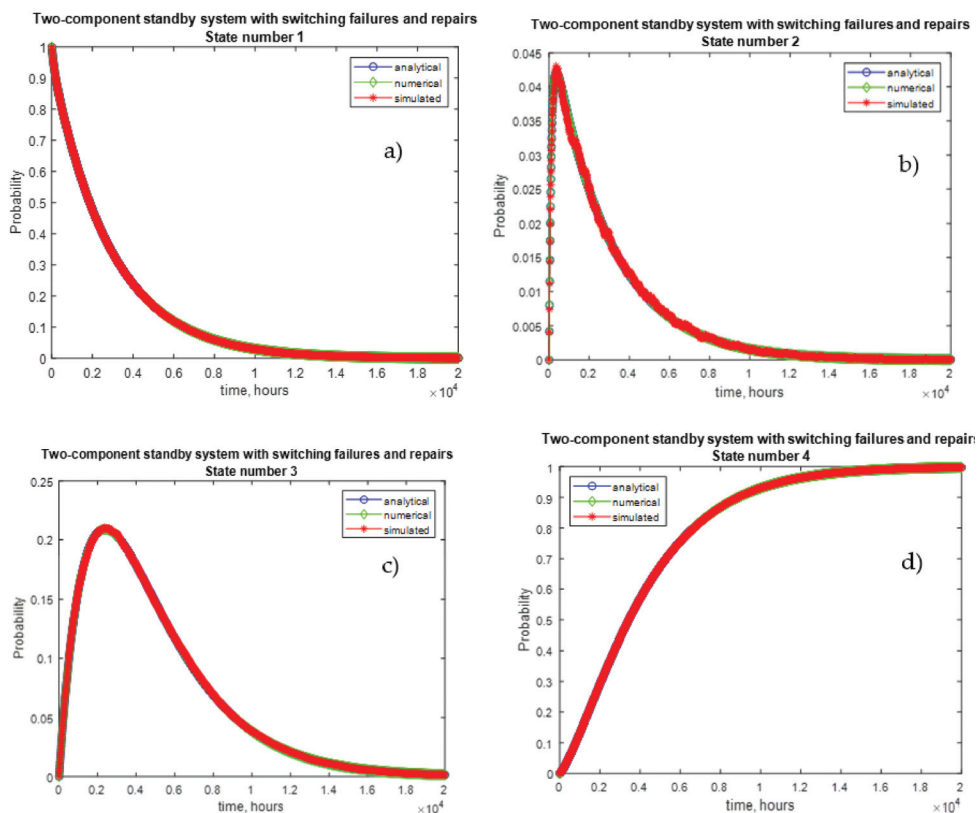 Two-component standby system with switching failures and repairs
State number 1
Probability
1
0.9
0.8
0.7
0.6
0.5
0.4
0.3
0.2
0.1
0
analytical
numerical
simulated
a)
0 0.2 0.4 0.6 0.8 1 1.2 1.4 1.6 1.8 2
time, hours
×10⁴
Two-component standby system with switching failures and repairs
State number 2
Probability
0.045
0.04
0.035
0.03
0.025
0.02
0.015
0.01
0.005
0
analytical
numerical
simulated
b)
0 0.2 0.4 0.6 0.8 1 1.2 1.4 1.6 1.8 2
time, hours
×10⁴
Two-component standby system with switching failures and repairs
State number 3
Probability
0.25
0.2
0.15
0.1
0.05
0
analytical
numerical
simulated
c)
0 0.2 0.4 0.6 0.8 1 1.2 1.4 1.6 1.8 2
time, hours
×10⁴
Two-component standby system with switching failures and repairs
State number 4
Probability
1
0.9
0.8
0.7
0.6
0.5
0.4
0.3
0.2
0.1
0
analytical
numerical
simulated
d)
0 0.2 0.4 0.6 0.8 1 1.2 1.4 1.6 1.8 2
time, hours
×10⁴